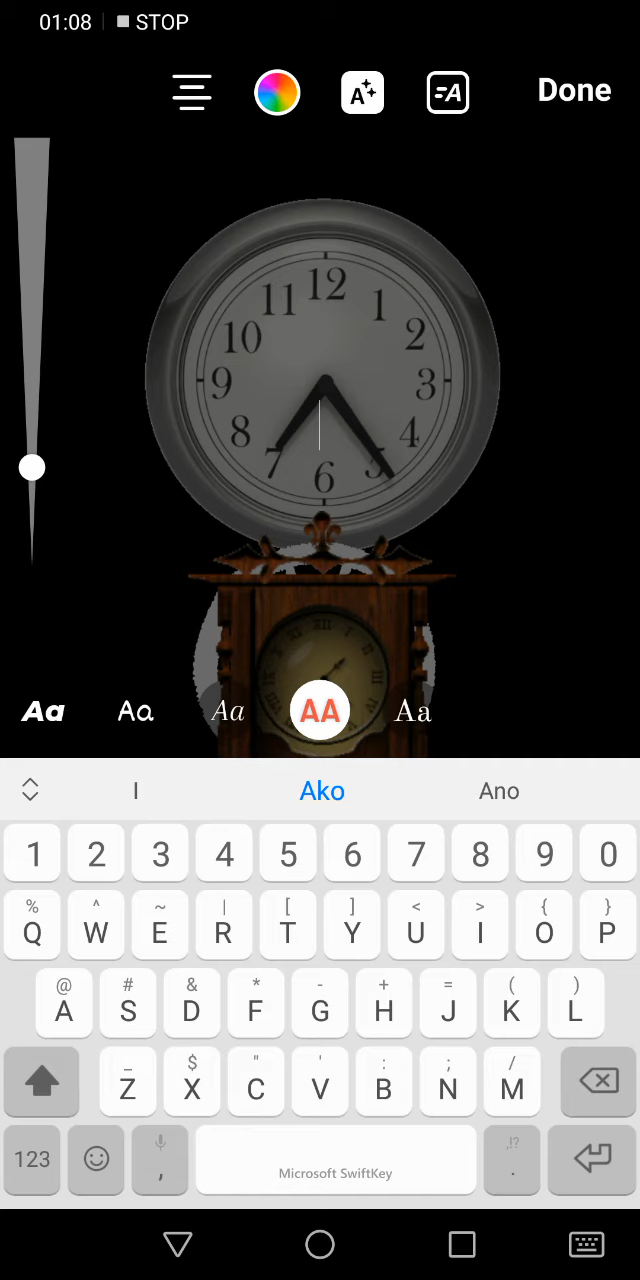 01:08 STOP
Done
12
11 1
10 2
9 3
8 4
7 5
6
XII
Aa Aa Aa AA Aa
I Ako Ano
1 2 3 4 5 6 7 8 9 0
% ^ ~ | [ ] < > { }
Q W E R T Y U I O P
@ # & * - + = ( )
A S D F G H J K L
_ $ " ' : ; /
Z X C V B N M
,!?
123 , Microsoft SwiftKey .